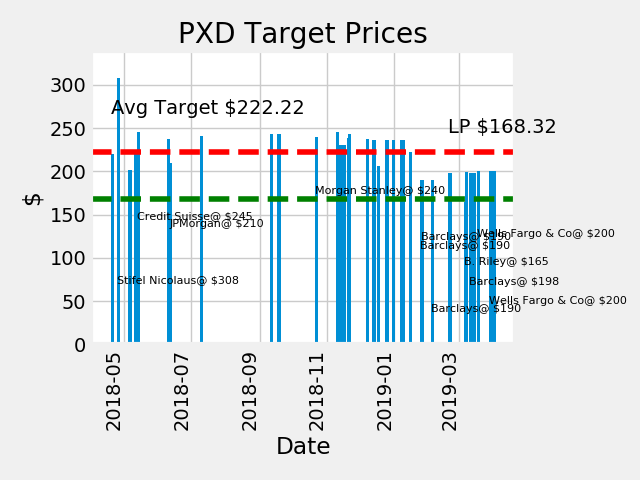 PXD Target Prices
300
250
200
150
100
50
0
$
Avg Target $222.22
LP $168.32
Morgan Stanley@ $240
Credit Suisse@ $245
JPMorgan@ $210
Wells Fargo & Co@ $200
Barclays@ $190
Barclays@ $190
B. Riley@ $165
Stifel Nicolaus@ $308
Barclays@ $198
Wells Fargo & Co@ $200
Barclays@ $190
2018-05
2018-07
2018-09
2018-11
2019-01
2019-03
Date